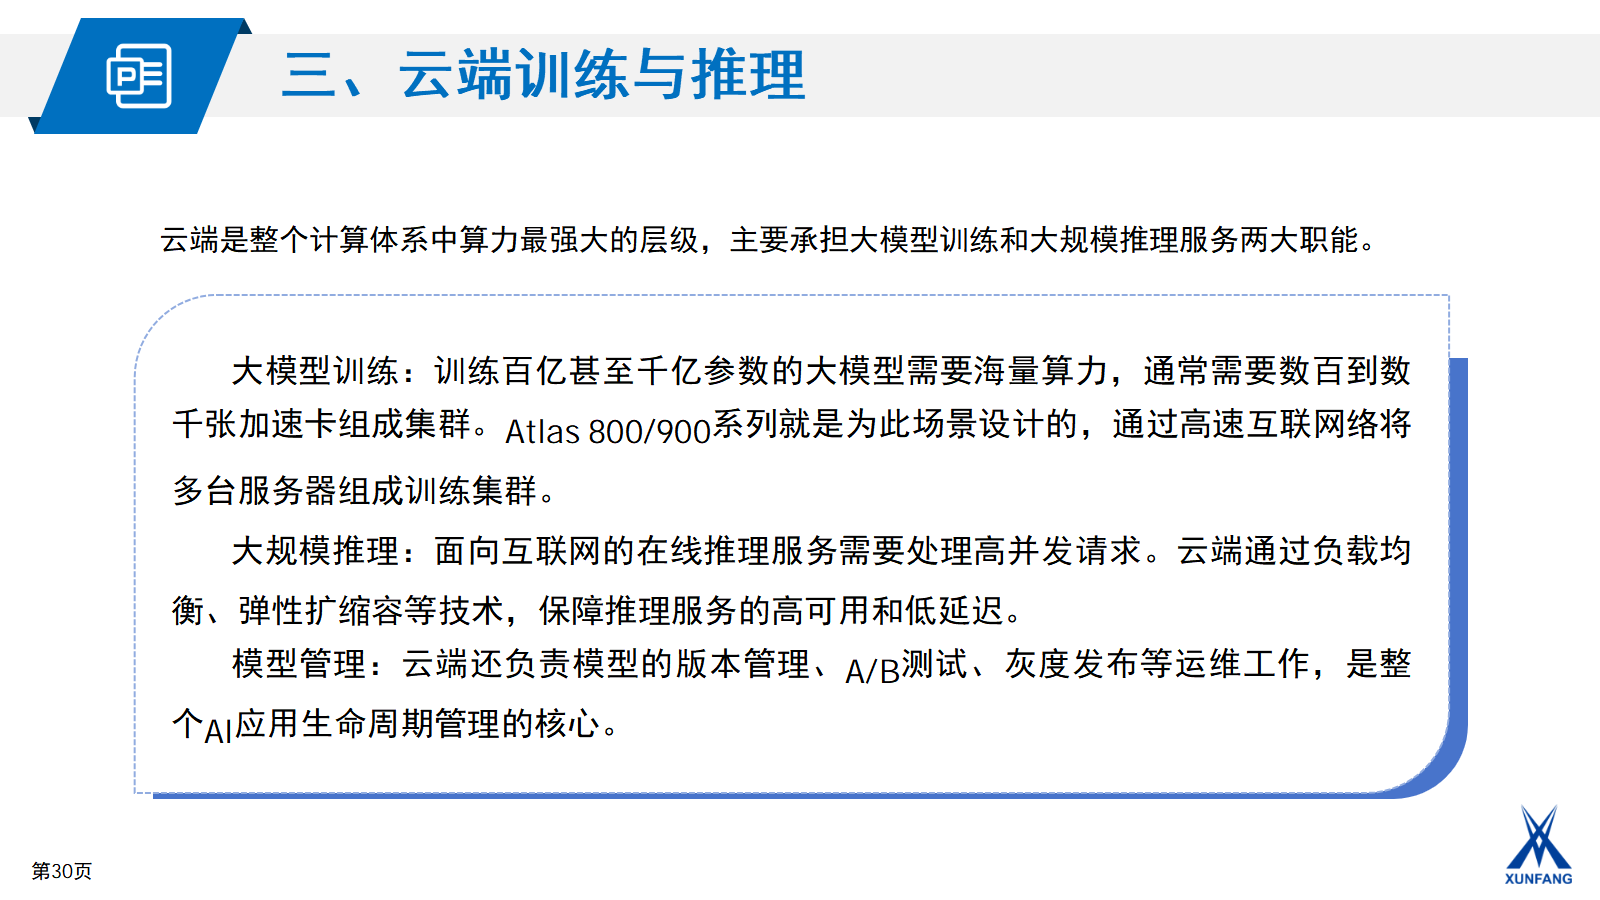 三、云端训练与推理
云端是整个计算体系中算力最强大的层级，主要承担大模型训练和大规模推理服务两大职能。
大模型训练：训练百亿甚至千亿参数的大模型需要海量算力，通常需要数百到数
千张加速卡组成集群。Atlas 800/900系列就是为此场景设计的，通过高速互联网络将
多台服务器组成训练集群。
大规模推理：面向互联网的在线推理服务需要处理高并发请求。云端通过负载均
衡、弹性扩缩容等技术，保障推理服务的高可用和低延迟。
模型管理：云端还负责模型的版本管理、A/B测试、灰度发布等运维工作，是整
个AI应用生命周期管理的核心。
第30页
XUNFANG